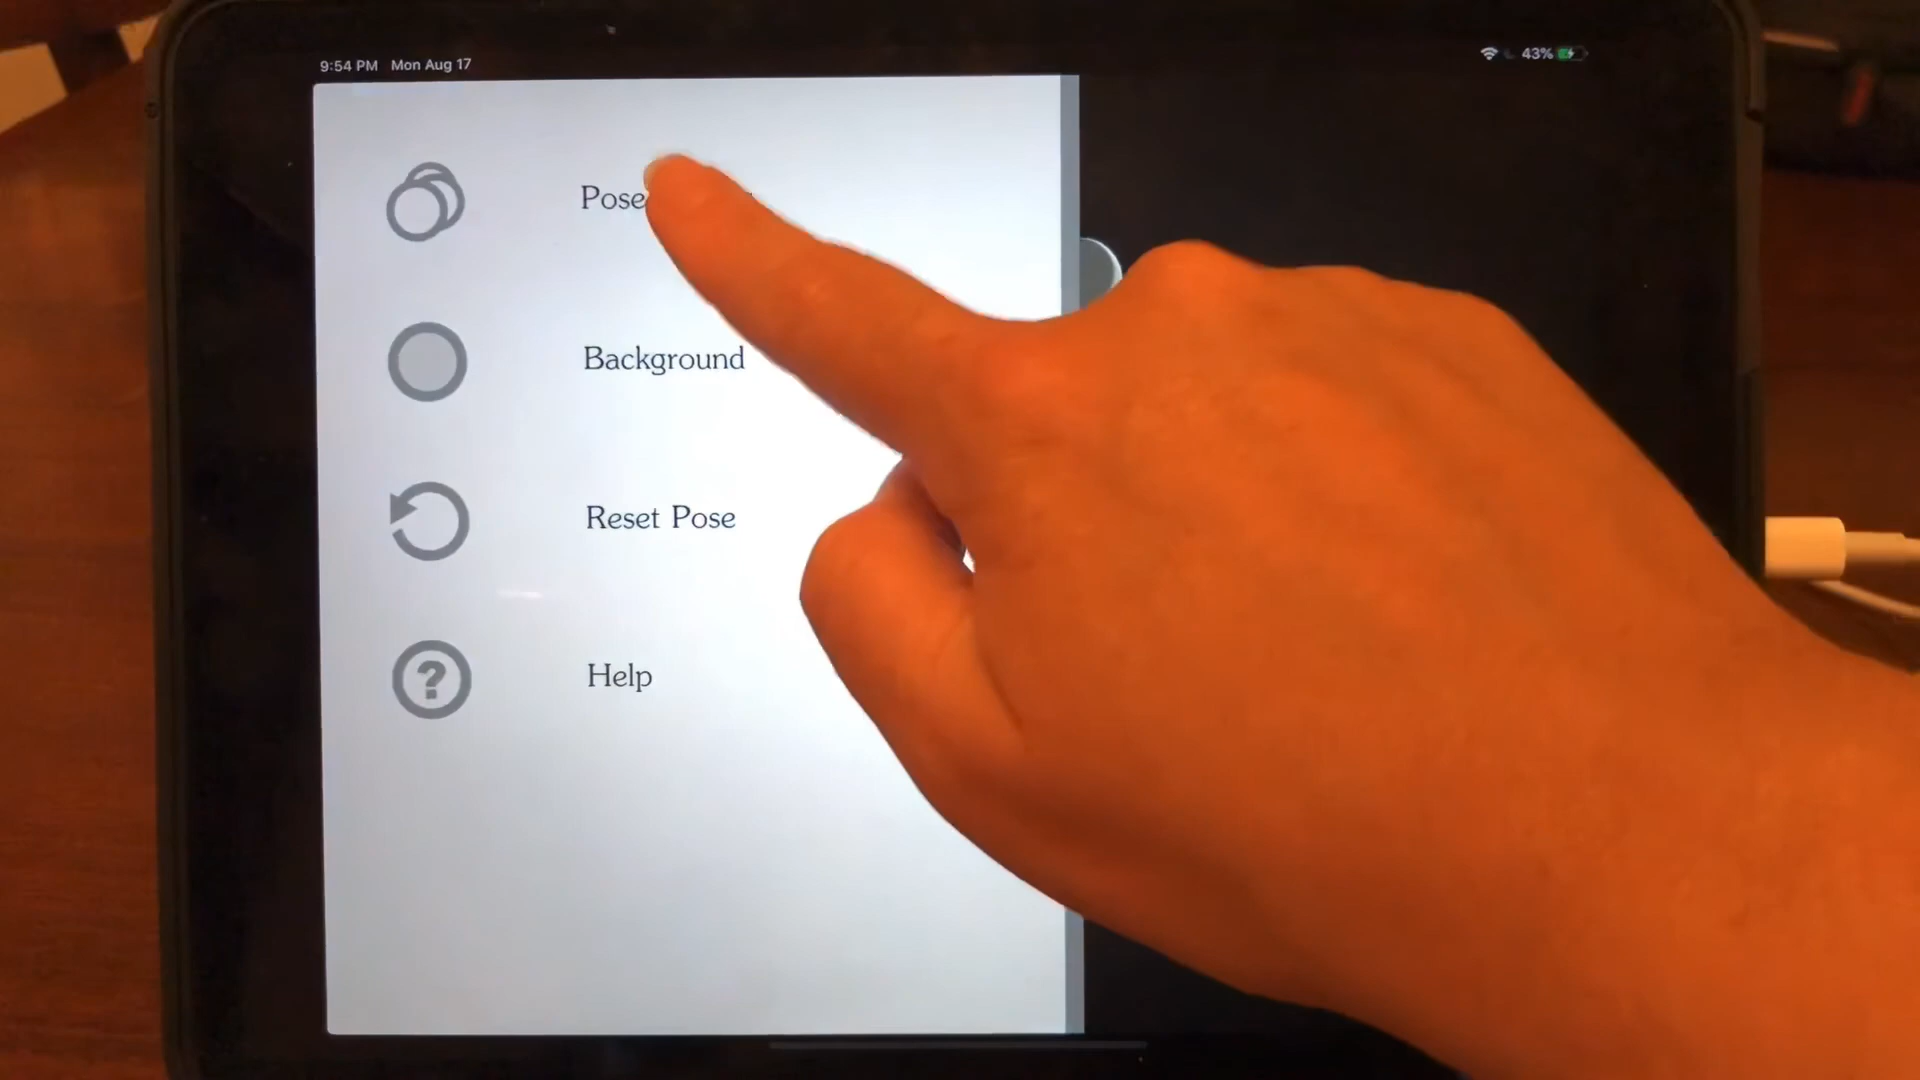 9:54 PM Mon Aug 17
43%
Pose
Background
Reset Pose
?
Help